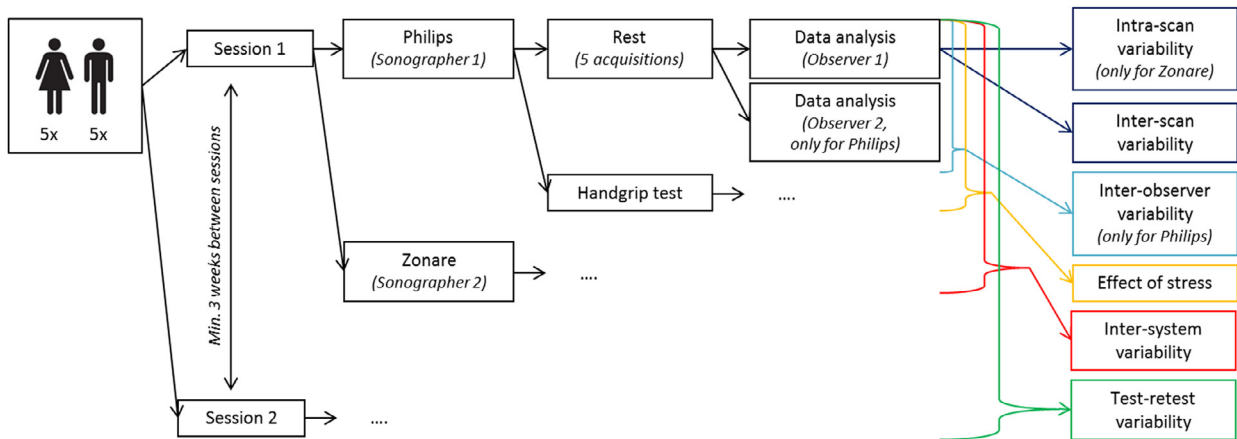 5x 5x
Min. 3 weeks between sessions
Session 1
Session 2
....
Philips
(Sonographer 1)
Zonare
(Sonographer 2)
....
Rest
(5 acquisitions)
Handgrip test
....
Data analysis
(Observer 1)
Data analysis
(Observer 2,
only for Philips)
Intra-scan
variability
(only for Zonare)
Inter-scan
variability
Inter-observer
variability
(only for Philips)
Effect of stress
Inter-system
variability
Test-retest
variability